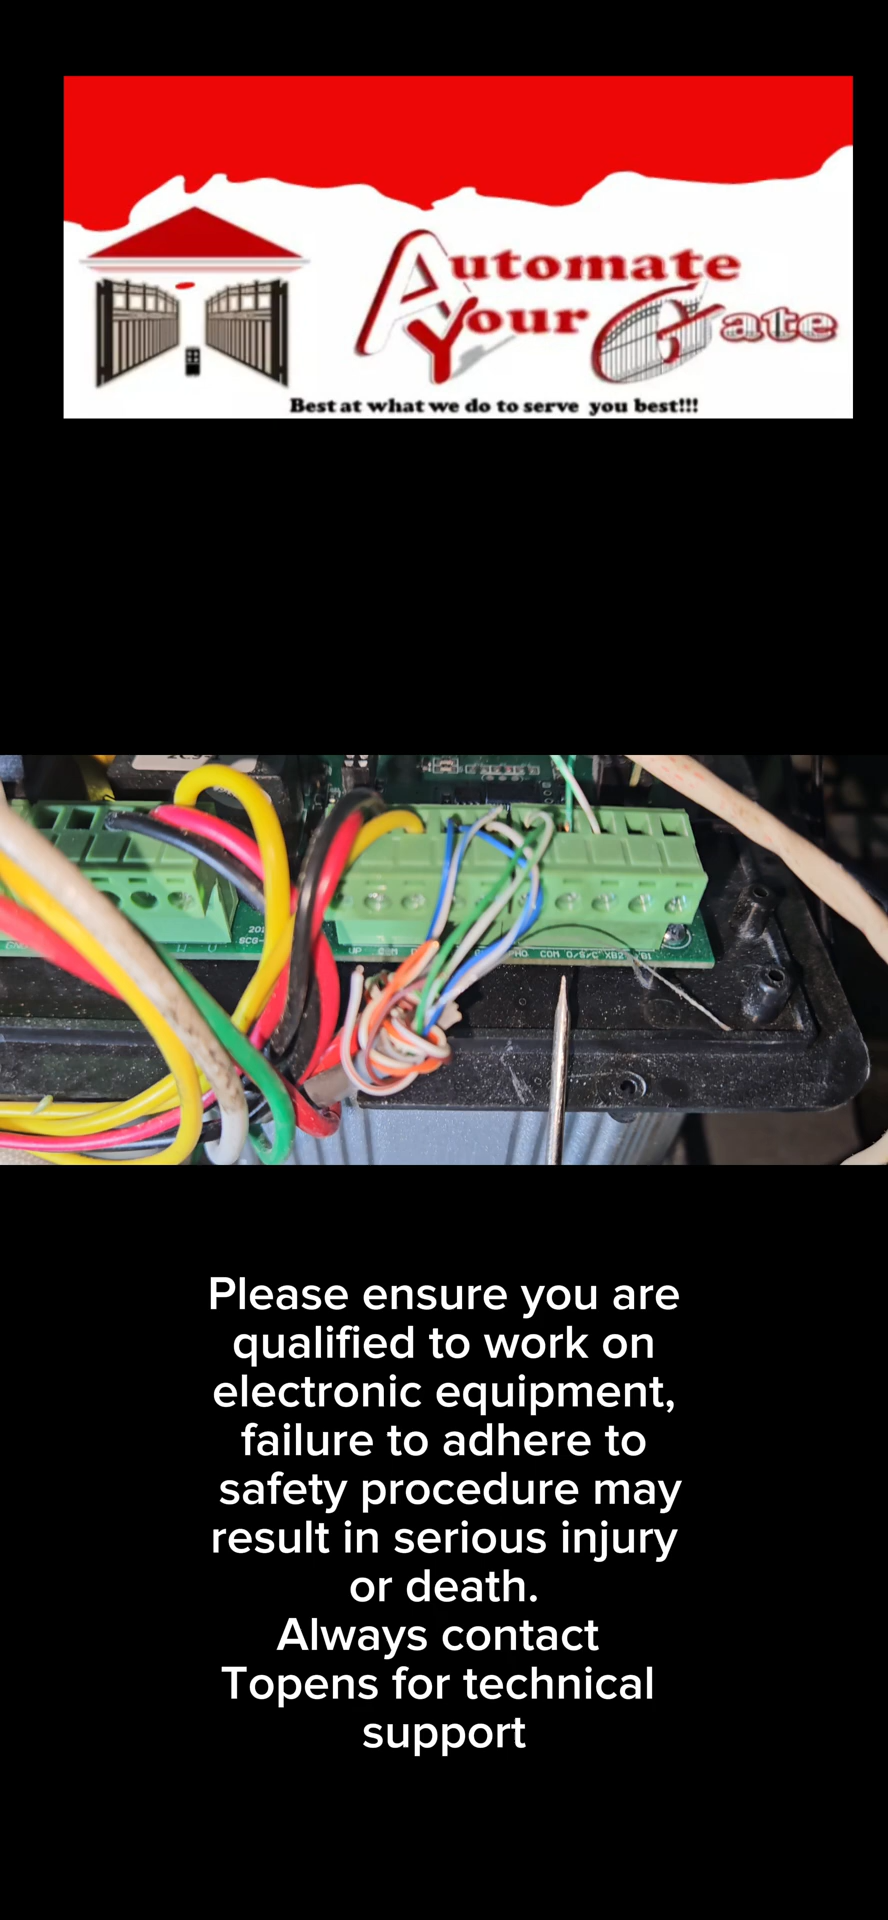 Automate
Your Gate
Best at what we do to serve you best!!!
UP COM
COM O/S/C XB2
Please ensure you are
qualified to work on
electronic equipment,
failure to adhere to
safety procedure may
result in serious injury
or death.
Always contact
Topens for technical
support